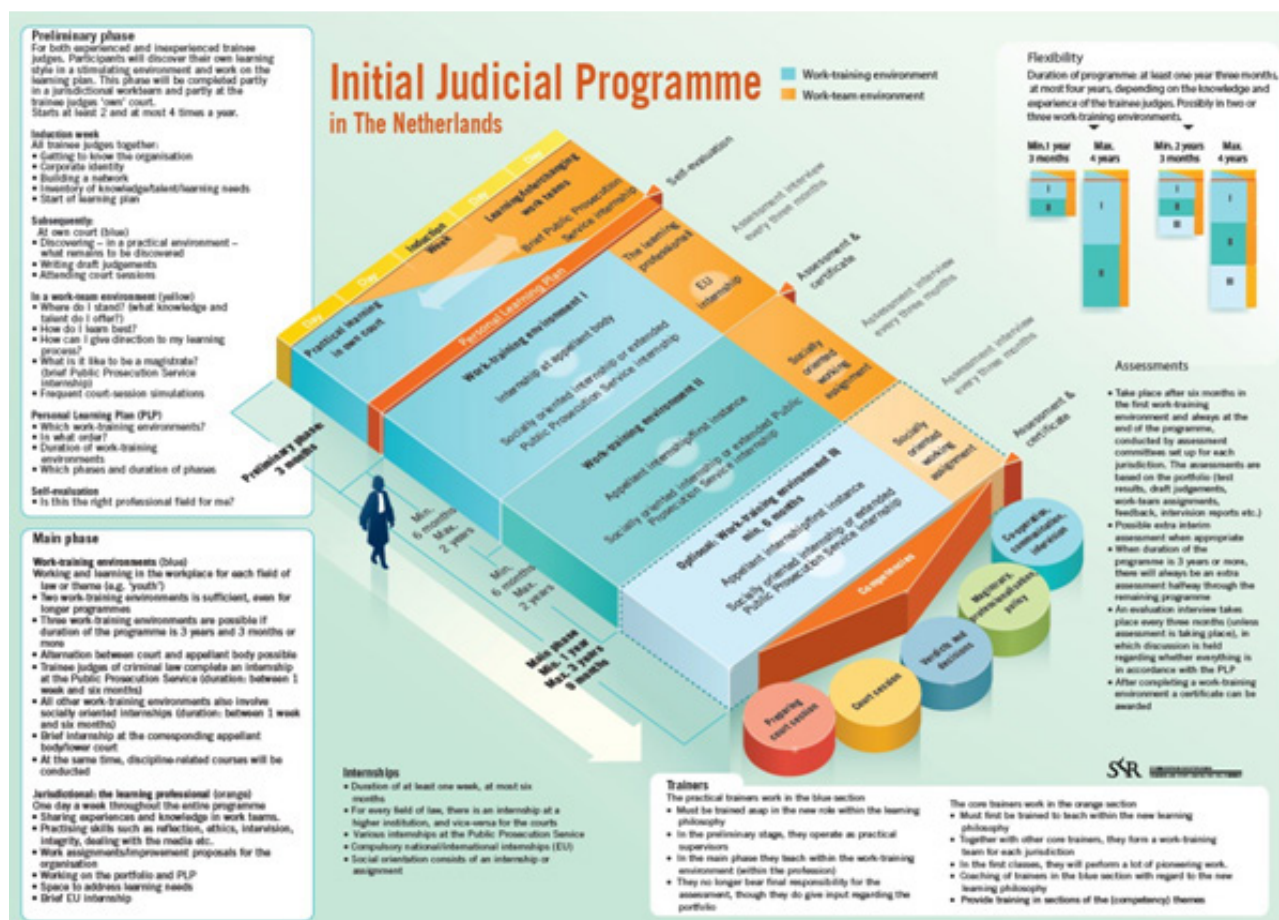 Preliminary phase
For both experienced and inexperienced trainee
judges. Participants will discover their own learning
style in a stimulating environment and work on the
learning plan. This phase will be completed partly
in a jurisdictional workteam and partly at the
trainee judges 'own' court.
Starts at least 2 and at most 4 times a year.
Induction week
All trainee judges together:
• Getting to know the organisation
• Corporate identity
• Building a network
• Inventory of knowledge/talent/learning needs
• Start of learning plan
Subsequently:
At own court (blue)
• Discovering – in a practical environment –
what remains to be discovered
• Writing draft judgements
• Attending court sessions
In a work-team environment (yellow)
• Where do I stand? (what knowledge and
talent do I offer?)
• How do I learn best?
• How can I give direction to my learning
process?
• What is it like to be a magistrate?
(brief Public Prosecution Service
internship)
• Frequent court-session simulations
Personal Learning Plan (PLP)
• Which work-training environments?
• In what order?
• Duration of work-training
environments
• Which phases and duration of phases
Self-evaluation
• Is this the right professional field for me?
Main phase
Work-training environments (blue)
Working and learning in the workplace for each field of
law or theme (e.g. 'youth')
• Two work-training environments is sufficient, even for
longer programmes
• Three work-training environments are possible if
duration of the programme is 3 years and 3 months or
more
• Alternation between court and appellant body possible
• Trainee judges of criminal law complete an internship
at the Public Prosecution Service (duration: between 1
week and six months)
• All other work-training environments also involve
socially oriented internships (duration: between 1 week
and six months)
• Brief internship at the corresponding appellant
body/lower court
• At the same time, discipline-related courses will be
conducted
Jurisdictional: the learning professional (orange)
One day a week throughout the entire programme
• Sharing experiences and knowledge in work teams.
• Practising skills such as reflection, ethics, intervision,
integrity, dealing with the media etc.
• Work assignments/improvement proposals for the
organisation
• Working on the portfolio and PLP
• Space to address learning needs
• Brief EU internship
Initial Judicial Programme
in The Netherlands
Work-training environment
Work-team environment
Day
Day
Induction
Week
Day
Day
Learning/interchanging
work teams
Brief Public Prosecution
Service internship
Practical learning
in own court
Personal Learning Plan
Self-evaluation
Work-training environment I
Internship at appellant body
Socially oriented internship or extended
Public Prosecution Service internship
The learning
professional
EU
internship
Assessment interview
every three months
Assessment &
certificate
Work-training environment II
Appellant internship/first instance
Socially oriented internship or extended Public
Prosecution Service internship
Socially
oriented
working
assignment
Assessment interview
every three months
Optional: Work-training environment III
min. 6 months
Appellant internship/first instance
Socially oriented internship or extended
Public Prosecution Service internship
Socially
oriented
working
assignment
Assessment interview
every three months
Assessment &
certificate
Preliminary phase:
3 months
Min.
6 months
Max.
2 years
Min.
6 months
Max.
2 years
Main phase
Min. 1 year
Max. 3 years
9 months
Competencies
Preparing
court session
Court session
Verdicts and
decisions
Magistrate,
policy
Co-operation,
communication,
intervision
Flexibility
Duration of programme: at least one year three months,
at most four years, depending on the knowledge and
experience of the trainee judges. Possibly in two or
three work-training environments.
Min.1 year
3 months
Max.
4 years
Min. 2 years
3 months
Max.
4 years
I
II
I
II
I
II
III
I
II
III
Assessments
• Take place after six months in
the first work-training
environment and always at the
end of the programme,
conducted by assessment
committees set up for each
jurisdiction. The assessments are
based on the portfolio (test
results, draft judgements,
work-team assignments,
feedback, intervision reports etc.)
• Possible extra interim
assessment when appropriate
• When duration of the
programme is 3 years or more,
there will always be an extra
assessment halfway through the
remaining programme
• An evaluation interview takes
place every three months (unless
assessment is taking place), in
which discussion is held
regarding whether everything is
in accordance with the PLP
• After completing a work-training
environment a certificate can be
awarded
SSR
Internships
• Duration of at least one week, at most six
months
• For every field of law, there is an internship at a
higher institution, and vice-versa for the courts
• Various internships at the Public Prosecution Service
• Compulsory national/international internships (EU)
• Social orientation consists of an internship or
assignment
Trainers
The practical trainers work in the blue section
• Must be trained asap in the new role within the learning
philosophy
• In the preliminary stage, they operate as practical
supervisors
• In the main phase they teach within the work-training
environment (within the profession)
• They no longer bear final responsibility for the
assessment, though they do give input regarding the
portfolio
The core trainers work in the orange section
• Must first be trained to teach within the new learning
philosophy
• Together with other core trainers, they form a work-training
team for each jurisdiction
• In the first classes, they will perform a lot of pioneering work.
• Coaching of trainers in the blue section with regard to the new
learning philosophy
• Provide training in sections of the (competency) themes